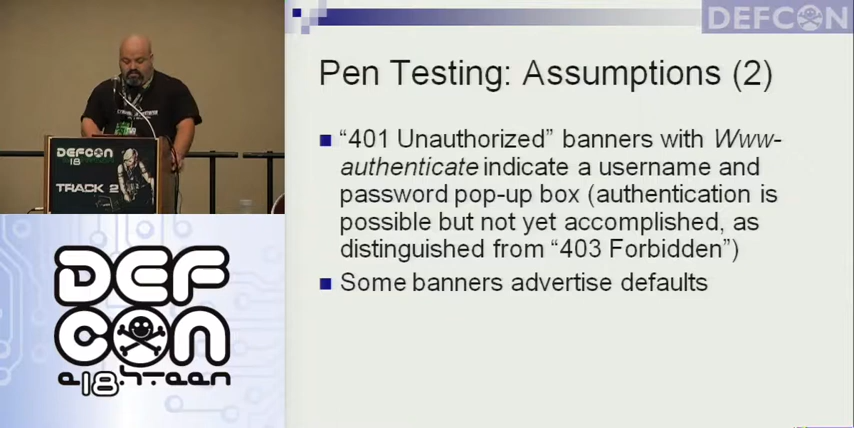 DEFCON
Pen Testing: Assumptions (2)
“401 Unauthorized” banners with Www-
authenticate indicate a username and
password pop-up box (authentication is
possible but not yet accomplished, as
distinguished from “403 Forbidden”)
Some banners advertise defaults
DEFCON
18
TRACK 2
DEF
CON
e18hteen